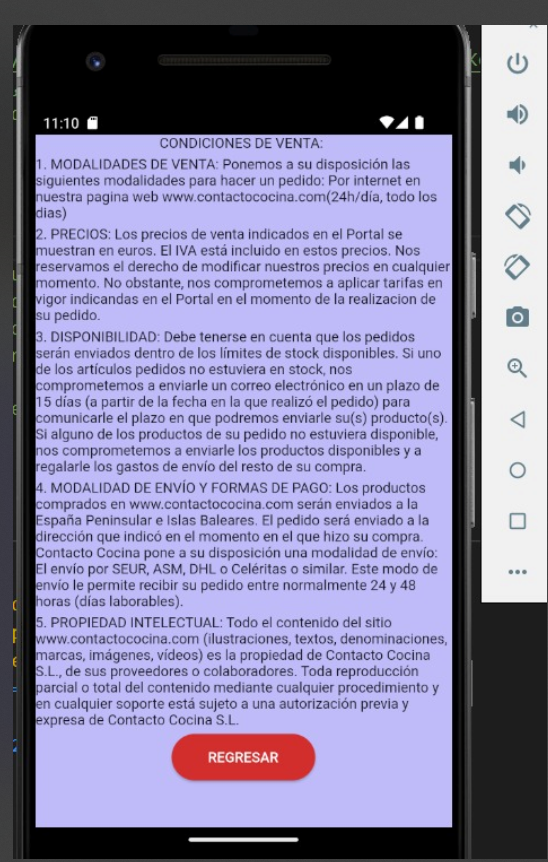 11:10
CONDICIONES DE VENTA:
1. MODALIDADES DE VENTA: Ponemos a su disposición las
siguientes modalidades para hacer un pedido: Por internet en
nuestra pagina web www.contactococina.com(24h/día, todo los
dias)
2. PRECIOS: Los precios de venta indicados en el Portal se
muestran en euros. El IVA está incluido en estos precios. Nos
reservamos el derecho de modificar nuestros precios en cualquier
momento. No obstante, nos comprometemos a aplicar tarifas en
vigor indicandas en el Portal en el momento de la realizacion de
su pedido.
3. DISPONIBILIDAD: Debe tenerse en cuenta que los pedidos
serán enviados dentro de los límites de stock disponibles. Si uno
de los artículos pedidos no estuviera en stock, nos
comprometemos a enviarle un correo electrónico en un plazo de
15 días (a partir de la fecha en la que realizó el pedido) para
comunicarle el plazo en que podremos enviarle su(s) producto(s).
Si alguno de los productos de su pedido no estuviera disponible,
nos comprometemos a enviarle los productos disponibles y a
regalarle los gastos de envío del resto de su compra.
4. MODALIDAD DE ENVÍO Y FORMAS DE PAGO: Los productos
comprados en www.contactococina.com serán enviados a la
España Peninsular e Islas Baleares. El pedido será enviado a la
dirección que indicó en el momento en el que hizo su compra.
Contacto Cocina pone a su disposición una modalidad de envío:
El envío por SEUR, ASM, DHL o Celéritas o similar. Este modo de
envío le permite recibir su pedido entre normalmente 24 y 48
horas (días laborables).
5. PROPIEDAD INTELECTUAL: Todo el contenido del sitio
www.contactococina.com (ilustraciones, textos, denominaciones,
marcas, imágenes, vídeos) es la propiedad de Contacto Cocina
S.L., de sus proveedores o colaboradores. Toda reproducción
parcial o total del contenido mediante cualquier procedimiento y
en cualquier soporte está sujeto a una autorización previa y
expresa de Contacto Cocina S.L.
REGRESAR